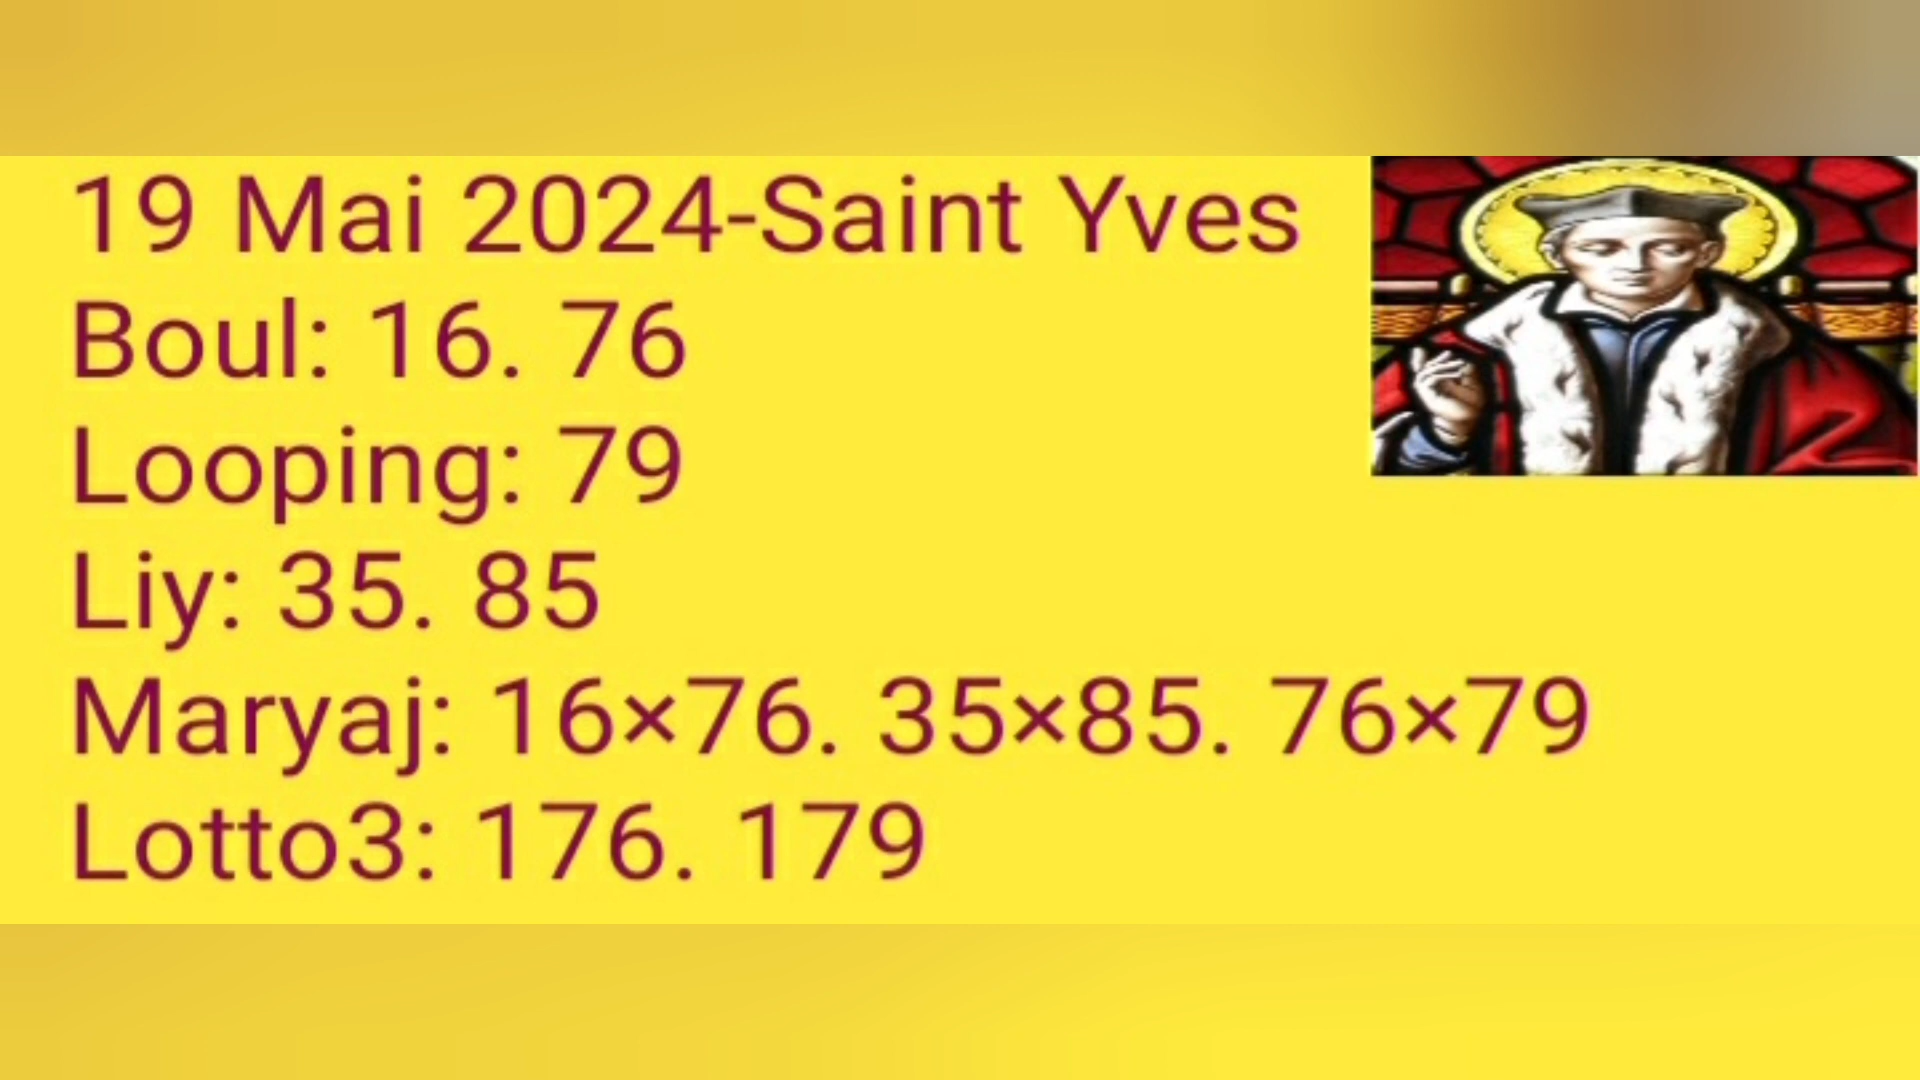 19 Mai 2024-Saint Yves
Boul: 16. 76
Looping: 79
Liy: 35. 85
Maryaj: 16×76. 35×85. 76×79
Lotto3: 176. 179